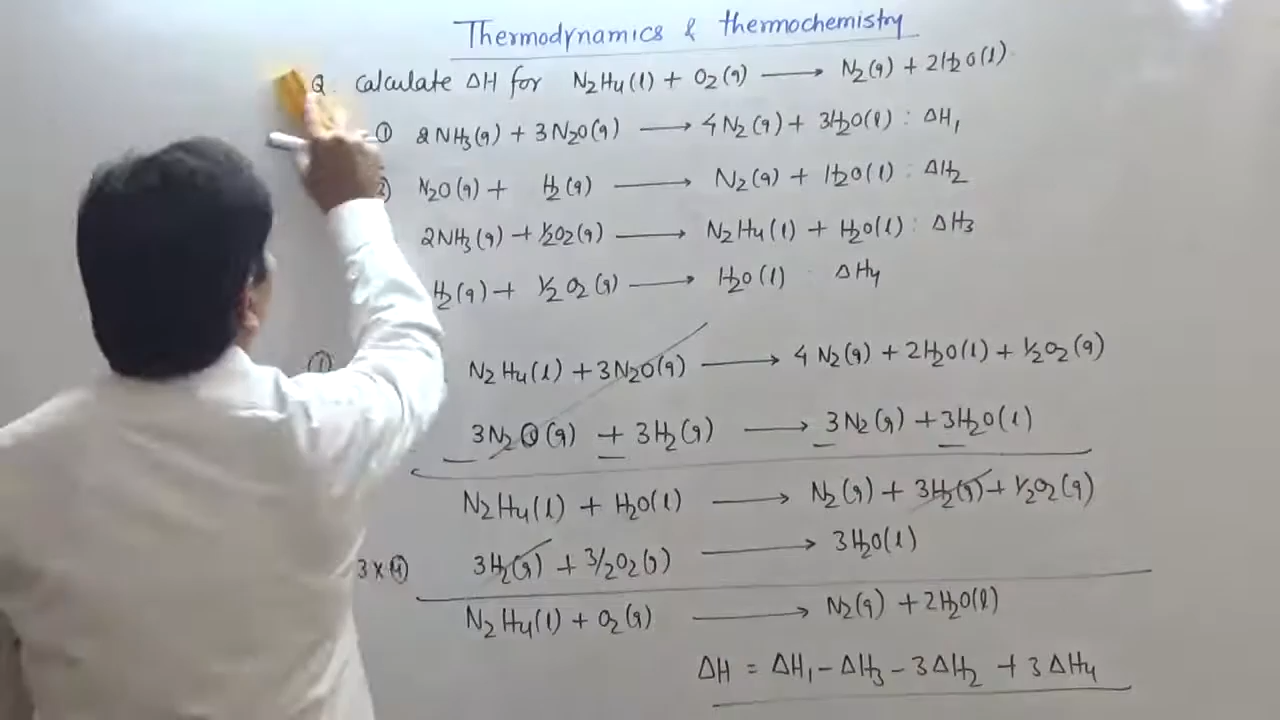 Thermodynamics & thermochemistry
Q. calculate ΔH for N2H4(l) + O2(g) ⟶ N2(g) + 2H2O(l).
① 2NH3(g) + 3N2O(g) ⟶ 4N2(g) + 3H2O(l) : ΔH1
2) N2O(g) + H2(g) ⟶ N2(g) + H2O(l) : ΔH2
2NH3(g) + 1/2O2(g) ⟶ N2H4(l) + H2O(l) : ΔH3
H2(g) + 1/2 O2(g) ⟶ H2O(l) : ΔH4
① N2H4(l) + 3N2O(g) ⟶ 4N2(g) + 2H2O(l) + 1/2O2(g)
3N2O(g) + 3H2(g) ⟶ 3N2(g) + 3H2O(l)
N2H4(l) + H2O(l) ⟶ N2(g) + 3H2(g) + 1/2O2(g)
3×④ 3H2(g) + 3/2O2(g) ⟶ 3H2O(l)
N2H4(l) + O2(g) ⟶ N2(g) + 2H2O(l)
ΔH = ΔH1 - ΔH3 - 3ΔH2 + 3ΔH4